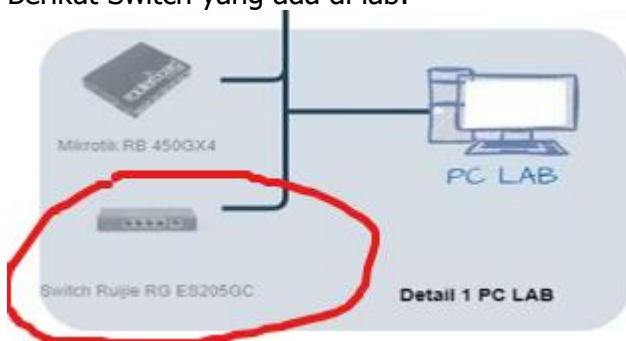 Berikut Switch yang ada di lab.
Mikrotik RB 450GX4
PC LAB
Switch Ruijie RG ES205GC
Detail 1 PC LAB